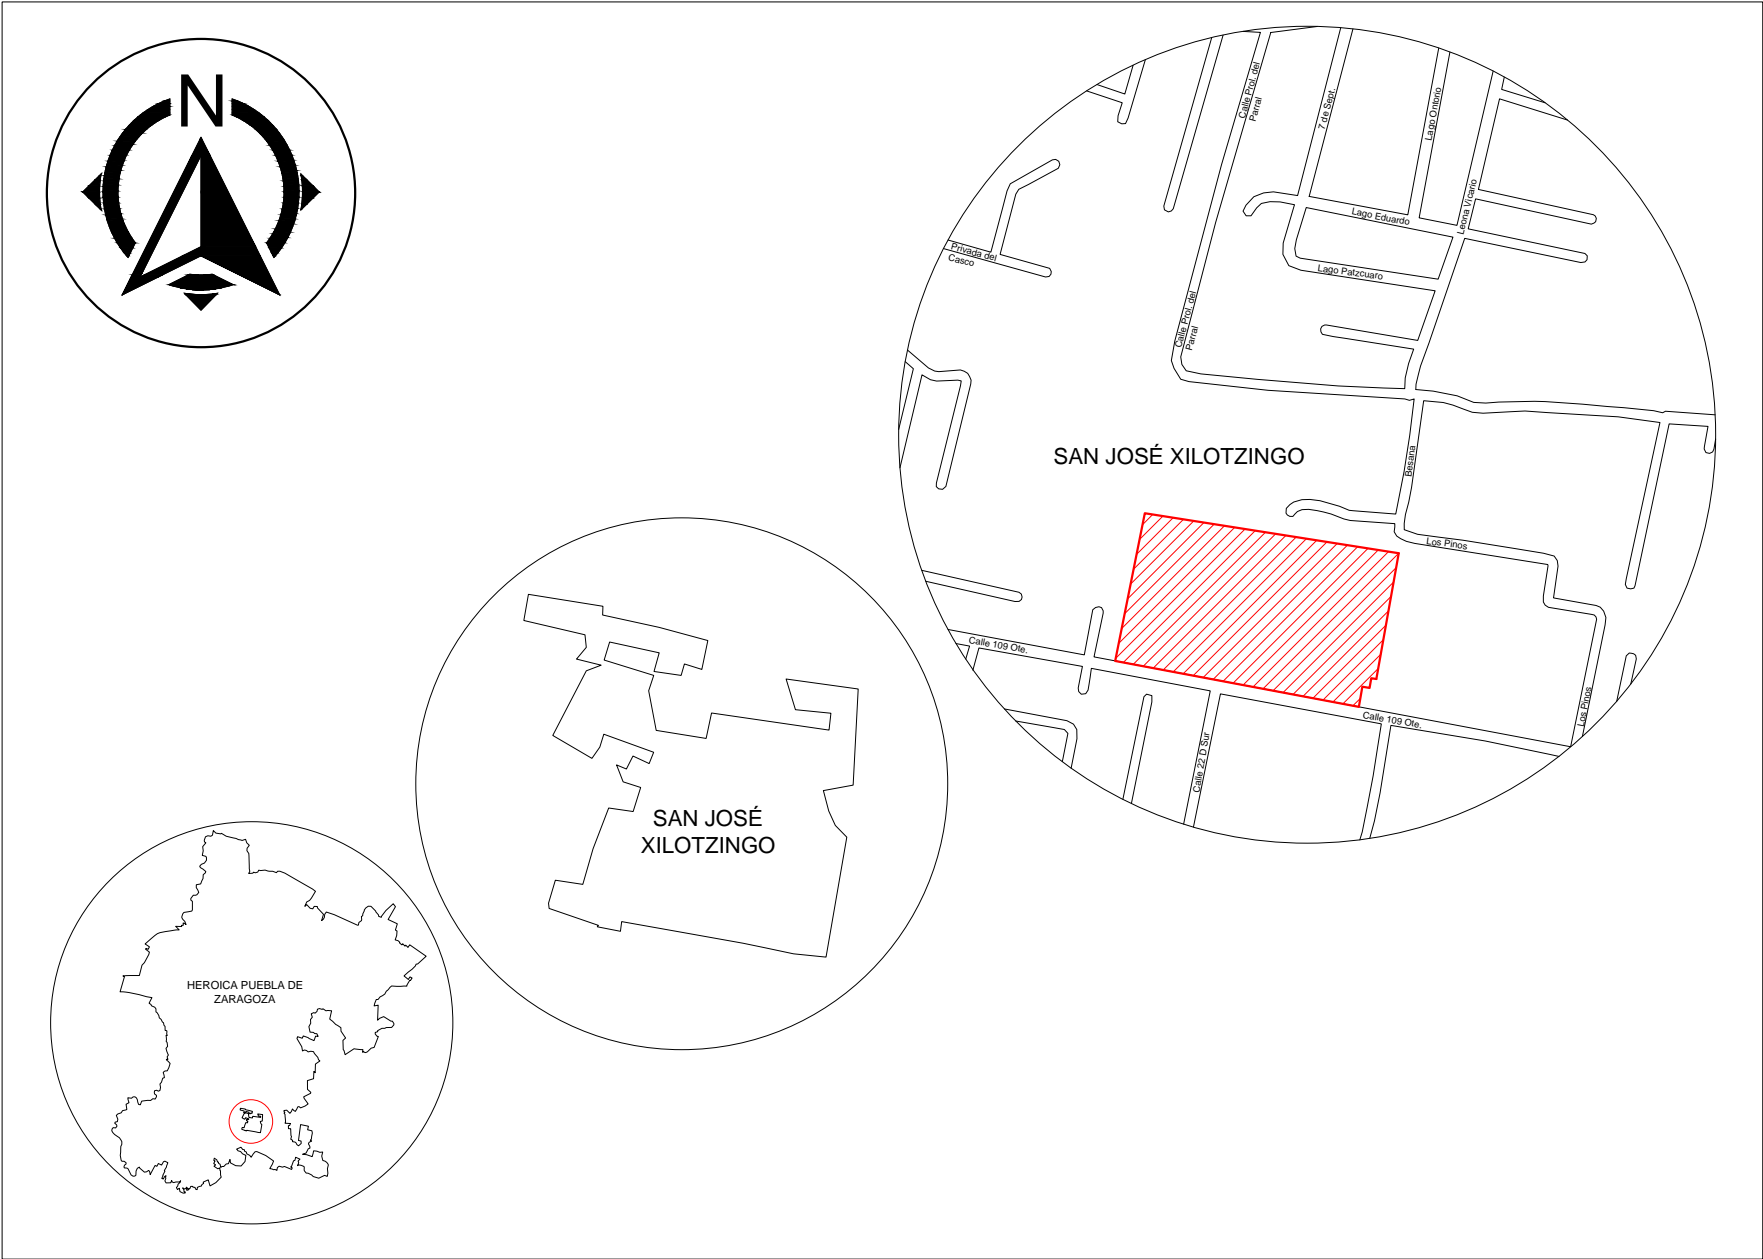 N
Calle Prol. del
Parral
7 de Sept.
Lago Ontorio
Leona Vicario
Lago Eduardo
Privada del
Casco
Lago Patzcuaro
Calle Prol. del
Parral
SAN JOSÉ XILOTZINGO
Besana
Los Pinos
Calle 109 Ote.
Los Pinos
Calle 109 Ote.
Calle 22 D Sur
SAN JOSÉ
XILOTZINGO
HEROICA PUEBLA DE
ZARAGOZA